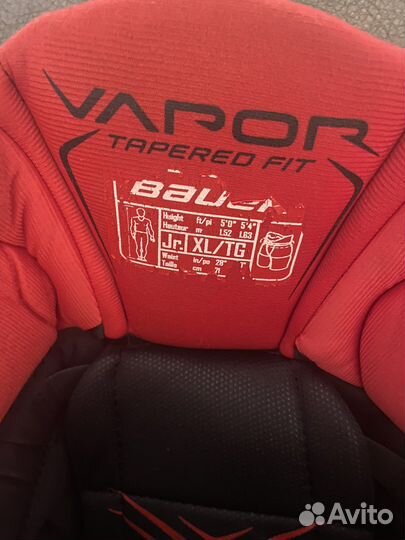 VAPOR
TAPERED FIT
BAUER
Height ft/pi 5'0" 5'4"
Hauteur m 1.52 1.63
Jr. XL/TG
Waist in/po 28"
Taille cm 71
Avito